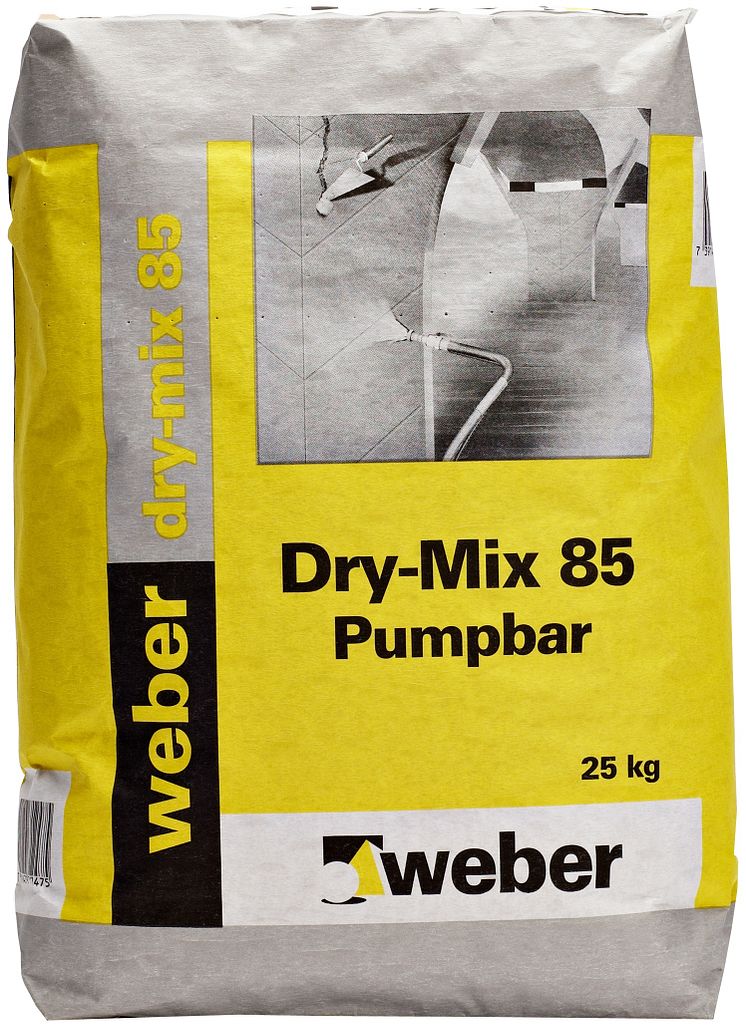 dry-mix 85
weber
Dry-Mix 85
Pumpbar
25 kg
weber